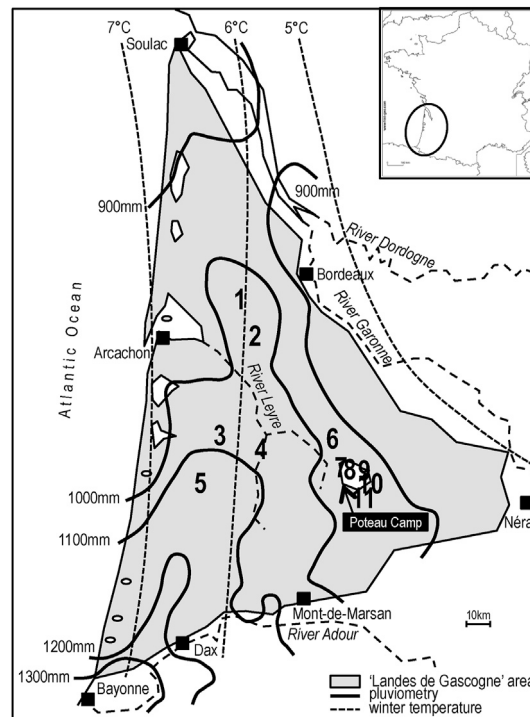 7°C
6°C
5°C
Soulac
900mm
900mm
River Dordogne
Bordeaux
River Garonne
Atlantic Ocean
1
2
Arcachon
River Leyre
3
4
5
6
7
8
9
10
11
1000mm
1100mm
Poteau Camp
Néra
Mont-de-Marsan
River Adour
10km
1200mm
Dax
1300mm
Bayonne
'Landes de Gascogne' area
pluviometry
winter temperature